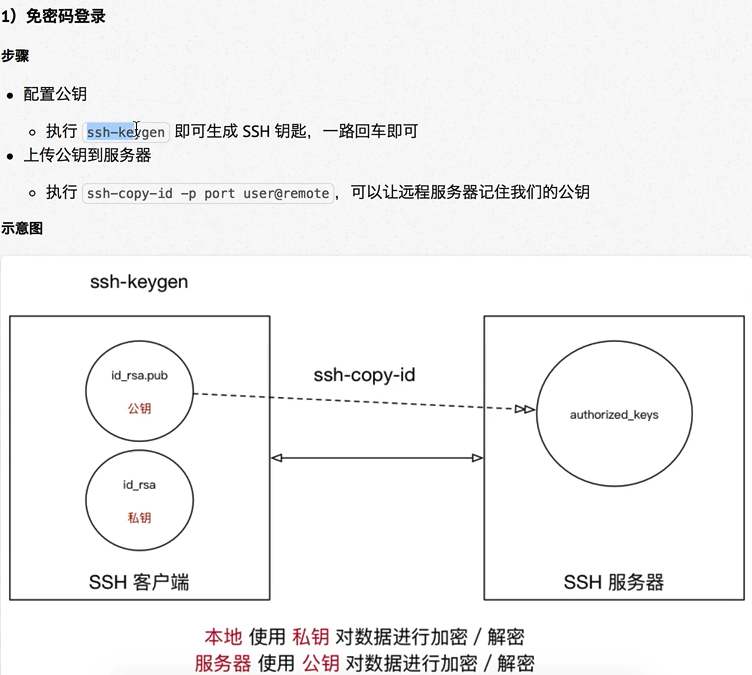 1）免密码登录
步骤
配置公钥
执行 ssh-keygen 即可生成 SSH 钥匙，一路回车即可
上传公钥到服务器
执行 ssh-copy-id -p port user@remote，可以让远程服务器记住我们的公钥
示意图
ssh-keygen
id_rsa.pub
公钥
ssh-copy-id
authorized_keys
id_rsa
私钥
SSH 客户端
SSH 服务器
本地 使用 私钥 对数据进行加密 / 解密
服务器 使用 公钥 对数据进行加密 / 解密